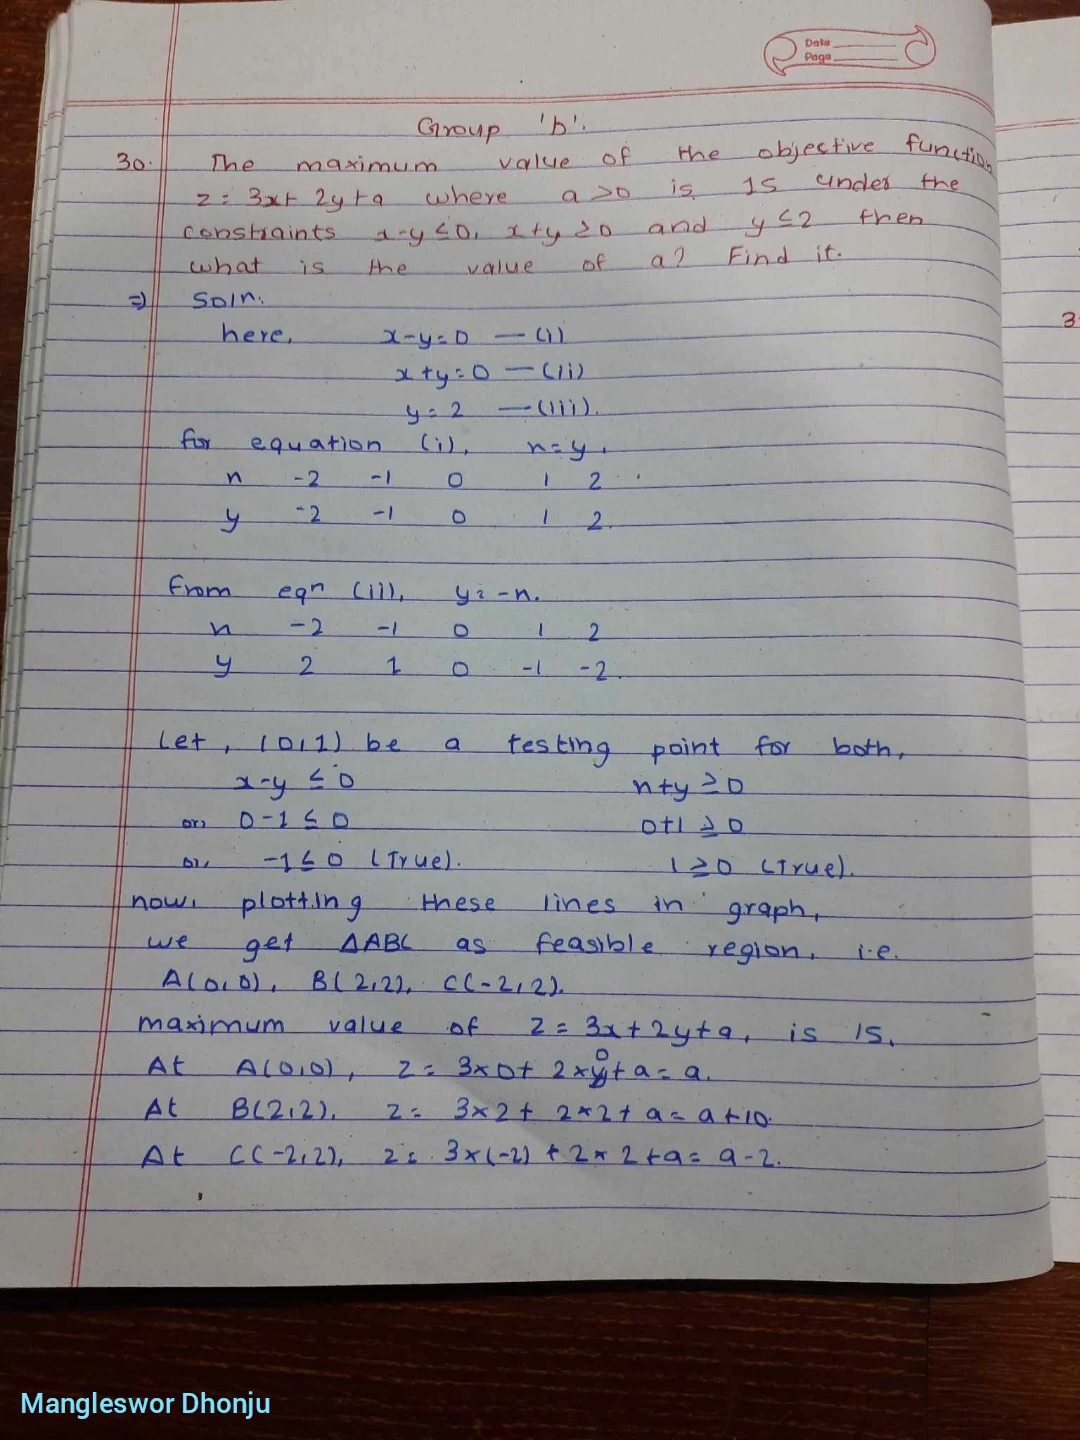 Date
Page
Group 'b'.
30. The maximum value of the objective function
z = 3x + 2y + a where a > 0 is 15 under the
constraints x-y ≤ 0, x+y ≥ 0 and y ≤ 2 then
what is the value of a? Find it.
⇒ Soln.
here, x-y=0 — (i)
x+y=0 — (ii)
y=2 — (iii).
for equation (i), x=y.
x -2 -1 0 1 2
y -2 -1 0 1 2.
from eqn (ii), y = -x.
x -2 -1 0 1 2
y 2 1 0 -1 -2.
Let, (0,1) be a testing point for both,
x-y ≤ 0 x+y ≥ 0
or, 0-1 ≤ 0 0+1 ≥ 0
or, -1 ≤ 0 (True). 1 ≥ 0 (True).
now, plotting these lines in graph,
we get ΔABC as feasible region, i.e.
A(0,0), B(2,2), C(-2,2).
maximum value of z = 3x+2y+a, is 15.
At A(0,0), z = 3×0+ 2×0+a = a.
At B(2,2), z = 3×2 + 2×2 + a = a+10.
At C(-2,2), z = 3×(-2) + 2×2 +a = a-2.
3
Mangleswor Dhonju